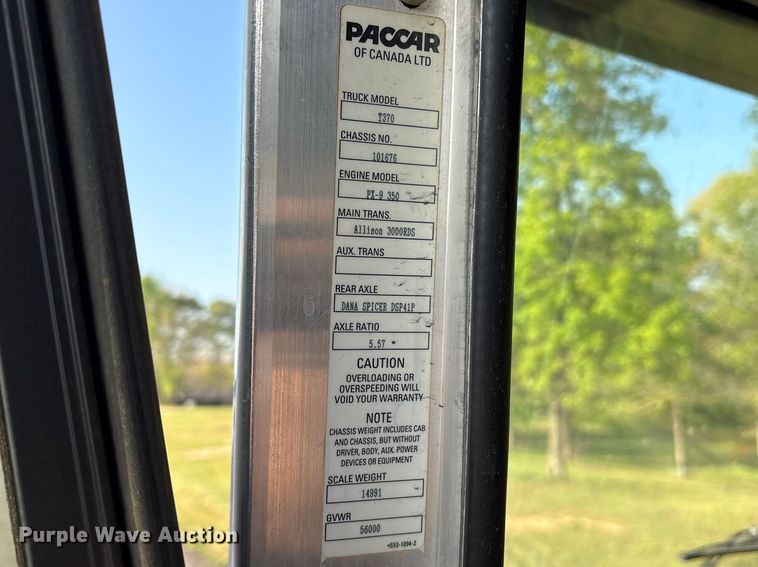 PACCAR
OF CANADA LTD
TRUCK MODEL
T370
CHASSIS NO.
101676
ENGINE MODEL
PX-9 350
MAIN TRANS.
Allison 3000RDS
AUX. TRANS
REAR AXLE
DANA SPICER DSP41P
AXLE RATIO
5.57 *
CAUTION
OVERLOADING OR
OVERSPEEDING WILL
VOID YOUR WARRANTY
NOTE
CHASSIS WEIGHT INCLUDES CAB
AND CHASSIS, BUT WITHOUT
DRIVER, BODY, AUX. POWER
DEVICES OR EQUIPMENT
SCALE WEIGHT
14991
GVWR
56000
•S53-1094-2
Purple Wave Auction